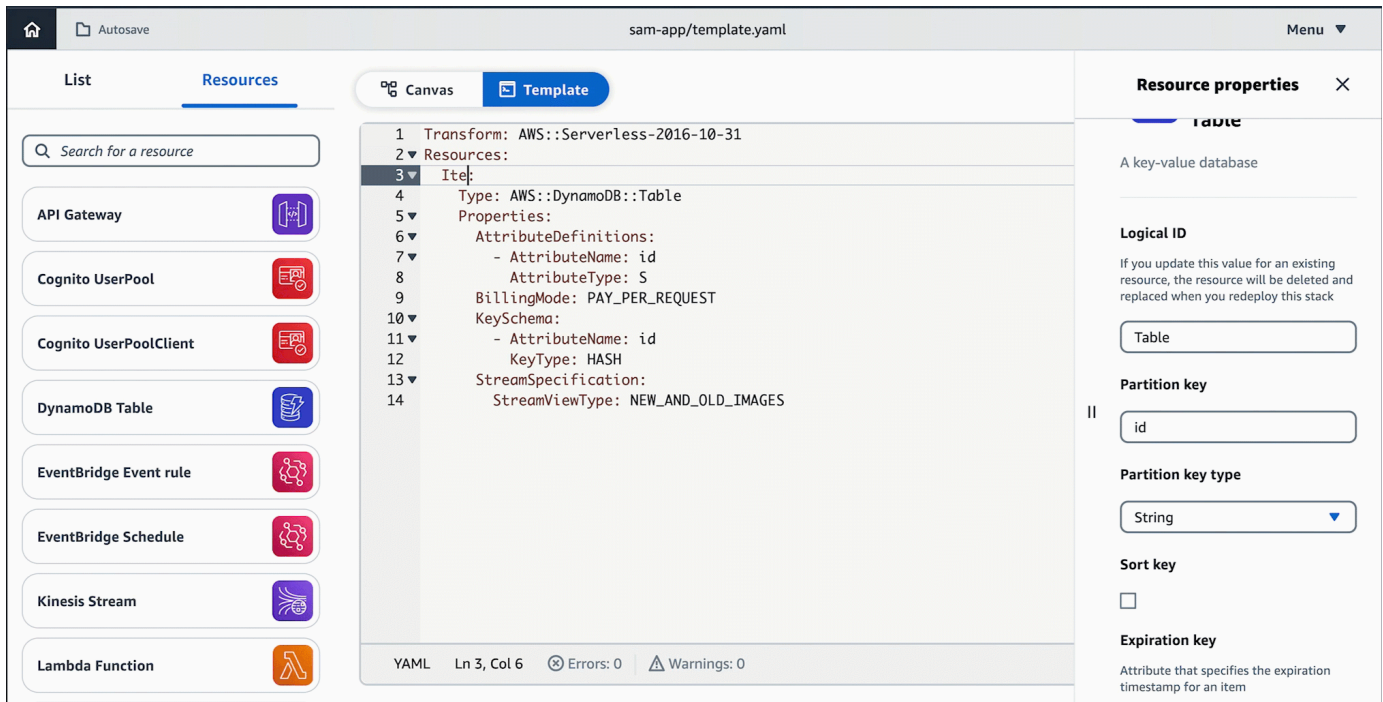 Autosave
sam-app/template.yaml
Menu
List
Resources
Search for a resource
API Gateway
Cognito UserPool
Cognito UserPoolClient
DynamoDB Table
EventBridge Event rule
EventBridge Schedule
Kinesis Stream
Lambda Function
Canvas
Template
1 Transform: AWS::Serverless-2016-10-31
2 Resources:
3 Ite:
4 Type: AWS::DynamoDB::Table
5 Properties:
6 AttributeDefinitions:
7 - AttributeName: id
8 AttributeType: S
9 BillingMode: PAY_PER_REQUEST
10 KeySchema:
11 - AttributeName: id
12 KeyType: HASH
13 StreamSpecification:
14 StreamViewType: NEW_AND_OLD_IMAGES
YAML Ln 3, Col 6 Errors: 0 Warnings: 0
Resource properties
Table
A key-value database
Logical ID
If you update this value for an existing
resource, the resource will be deleted and
replaced when you redeploy this stack
Table
Partition key
id
Partition key type
String
Sort key
Expiration key
Attribute that specifies the expiration
timestamp for an item